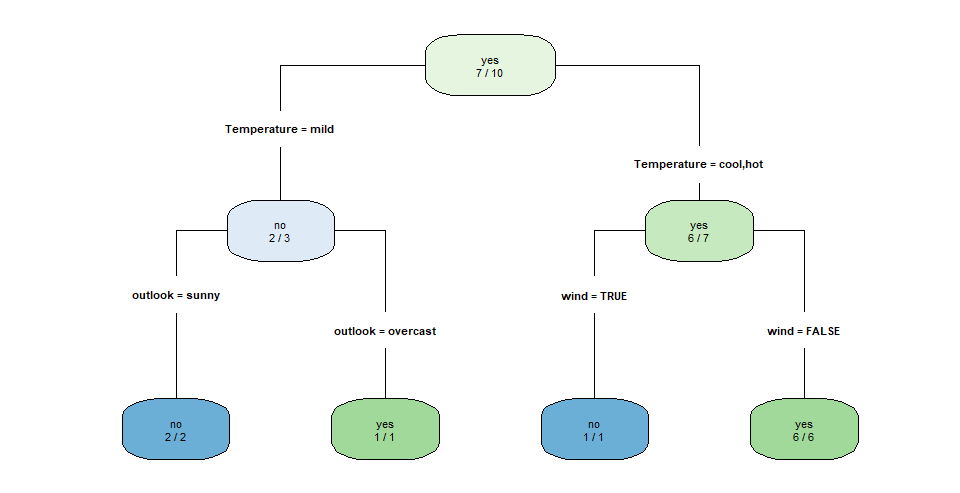 yes
7 / 10
Temperature = mild
Temperature = cool,hot
no
2 / 3
yes
6 / 7
outlook = sunny
wind = TRUE
outlook = overcast
wind = FALSE
no
2 / 2
yes
1 / 1
no
1 / 1
yes
6 / 6